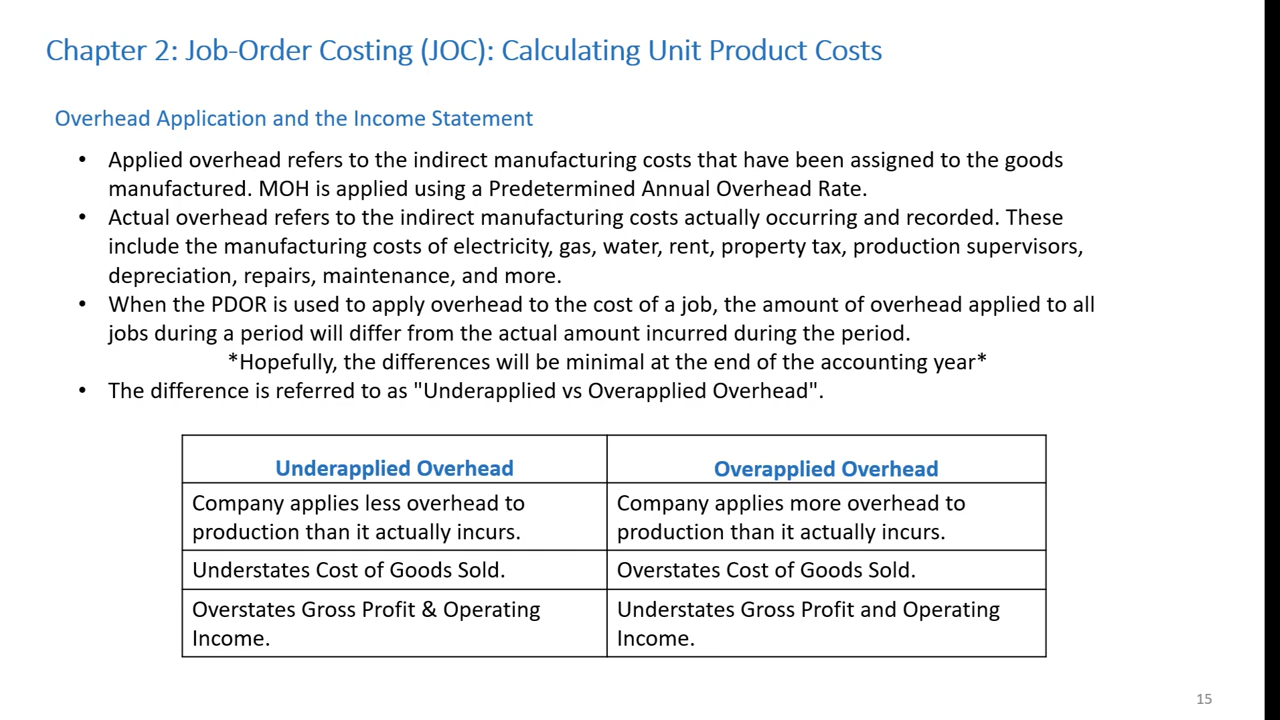 Chapter 2: Job-Order Costing (JOC): Calculating Unit Product Costs
Overhead Application and the Income Statement
• Applied overhead refers to the indirect manufacturing costs that have been assigned to the goods
manufactured. MOH is applied using a Predetermined Annual Overhead Rate.
• Actual overhead refers to the indirect manufacturing costs actually occurring and recorded. These
include the manufacturing costs of electricity, gas, water, rent, property tax, production supervisors,
depreciation, repairs, maintenance, and more.
• When the PDOR is used to apply overhead to the cost of a job, the amount of overhead applied to all
jobs during a period will differ from the actual amount incurred during the period.
*Hopefully, the differences will be minimal at the end of the accounting year*
• The difference is referred to as "Underapplied vs Overapplied Overhead".
Underapplied Overhead
Overapplied Overhead
Company applies less overhead to
production than it actually incurs.
Company applies more overhead to
production than it actually incurs.
Understates Cost of Goods Sold.
Overstates Cost of Goods Sold.
Overstates Gross Profit & Operating
Income.
Understates Gross Profit and Operating
Income.
15